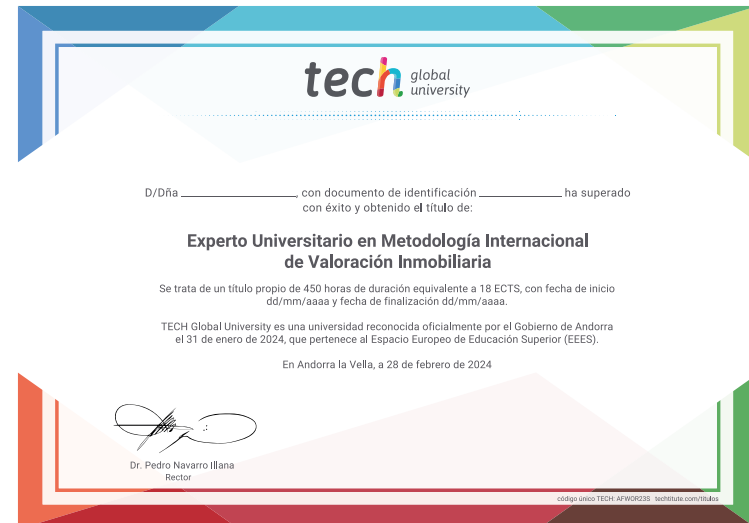 tech global
university
D/Dña ____________________, con documento de identificación ______________ ha superado
con éxito y obtenido el título de:
Experto Universitario en Metodología Internacional
de Valoración Inmobiliaria
Se trata de un título propio de 450 horas de duración equivalente a 18 ECTS, con fecha de inicio
dd/mm/aaaa y fecha de finalización dd/mm/aaaa.
TECH Global University es una universidad reconocida oficialmente por el Gobierno de Andorra
el 31 de enero de 2024, que pertenece al Espacio Europeo de Educación Superior (EEES).
En Andorra la Vella, a 28 de febrero de 2024
Dr. Pedro Navarro Illana
Rector
código único TECH: AFWOR23S techtitute.com/titulos